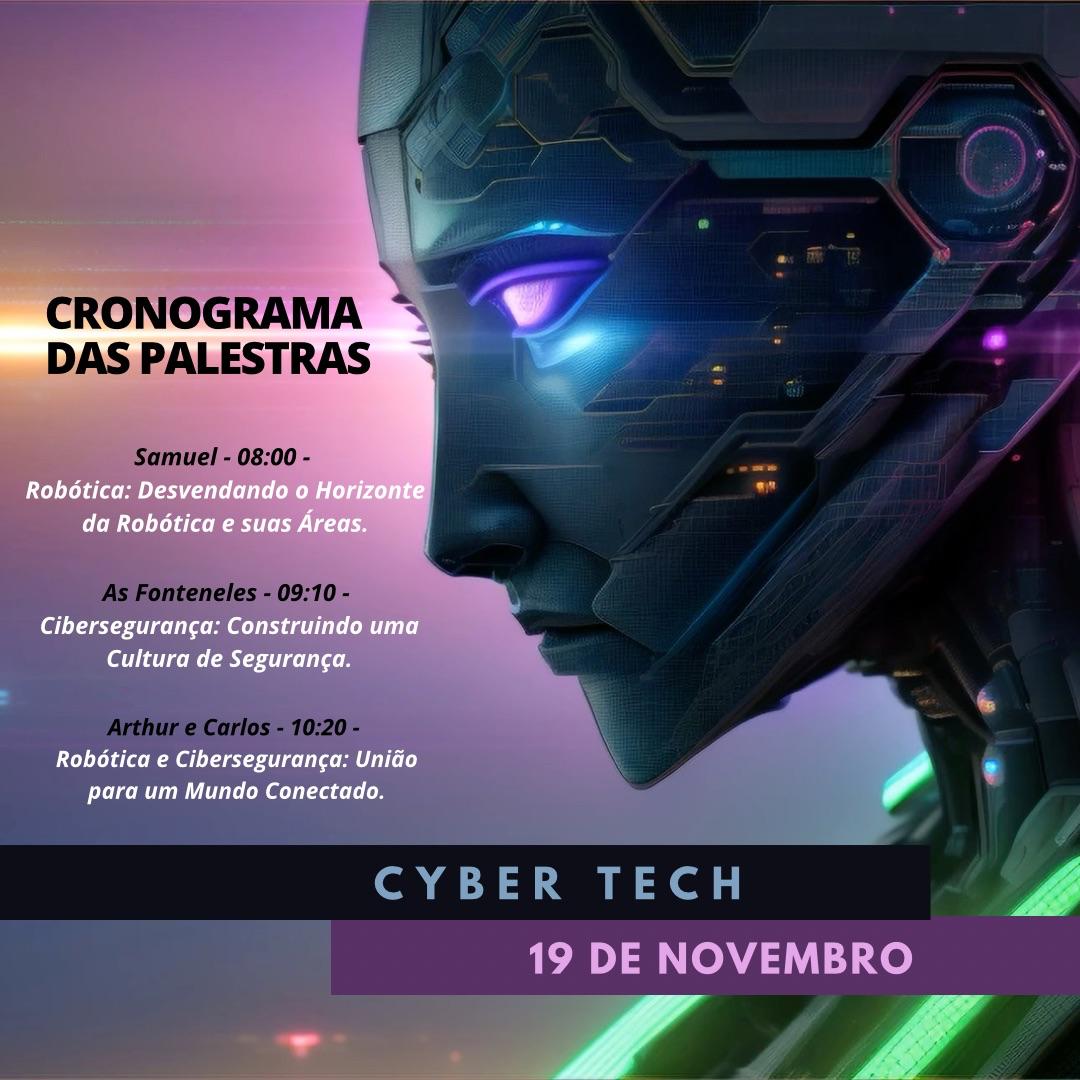 CRONOGRAMA
DAS PALESTRAS
Samuel - 08:00 -
Robótica: Desvendando o Horizonte
da Robótica e suas Áreas.
As Fonteneles - 09:10 -
Cibersegurança: Construindo uma
Cultura de Segurança.
Arthur e Carlos - 10:20 -
Robótica e Cibersegurança: União
para um Mundo Conectado.
CYBER TECH
19 DE NOVEMBRO